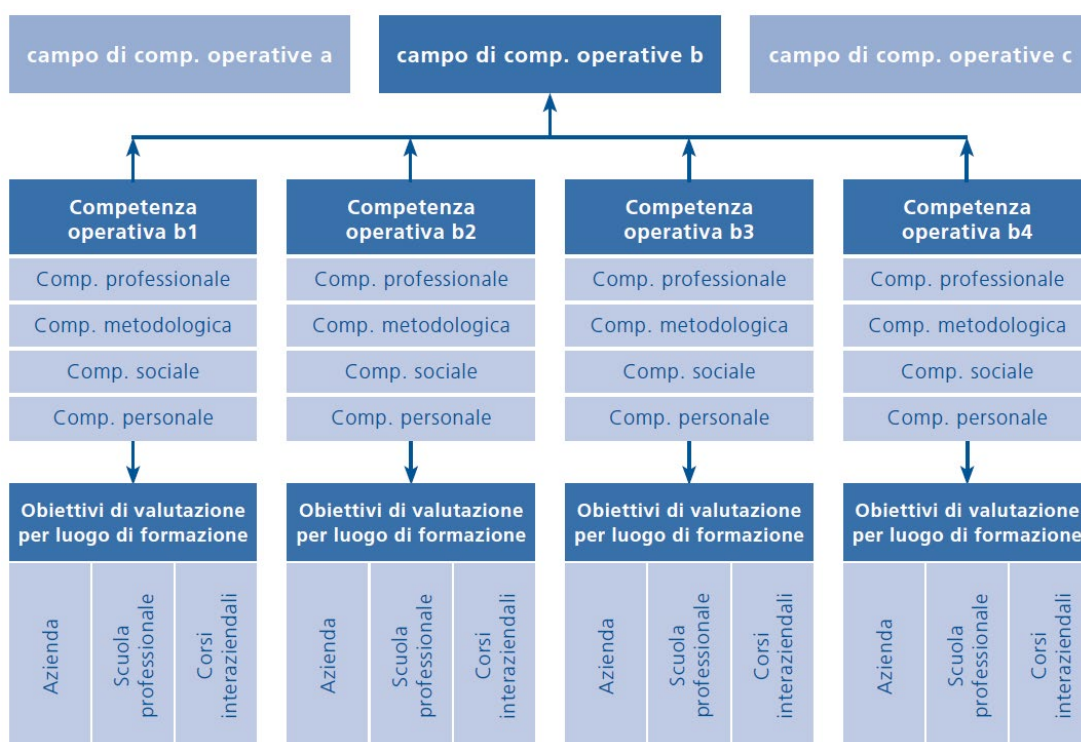 campo di comp. operative a
campo di comp. operative b
campo di comp. operative c
Competenza
operativa b1
Competenza
operativa b2
Competenza
operativa b3
Competenza
operativa b4
Comp. professionale
Comp. professionale
Comp. professionale
Comp. professionale
Comp. metodologica
Comp. metodologica
Comp. metodologica
Comp. metodologica
Comp. sociale
Comp. sociale
Comp. sociale
Comp. sociale
Comp. personale
Comp. personale
Comp. personale
Comp. personale
Obiettivi di valutazione
per luogo di formazione
Obiettivi di valutazione
per luogo di formazione
Obiettivi di valutazione
per luogo di formazione
Obiettivi di valutazione
per luogo di formazione
Azienda
Scuola
professionale
Corsi
interaziendali
Azienda
Scuola
professionale
Corsi
interaziendali
Azienda
Scuola
professionale
Corsi
interaziendali
Azienda
Scuola
professionale
Corsi
interaziendali